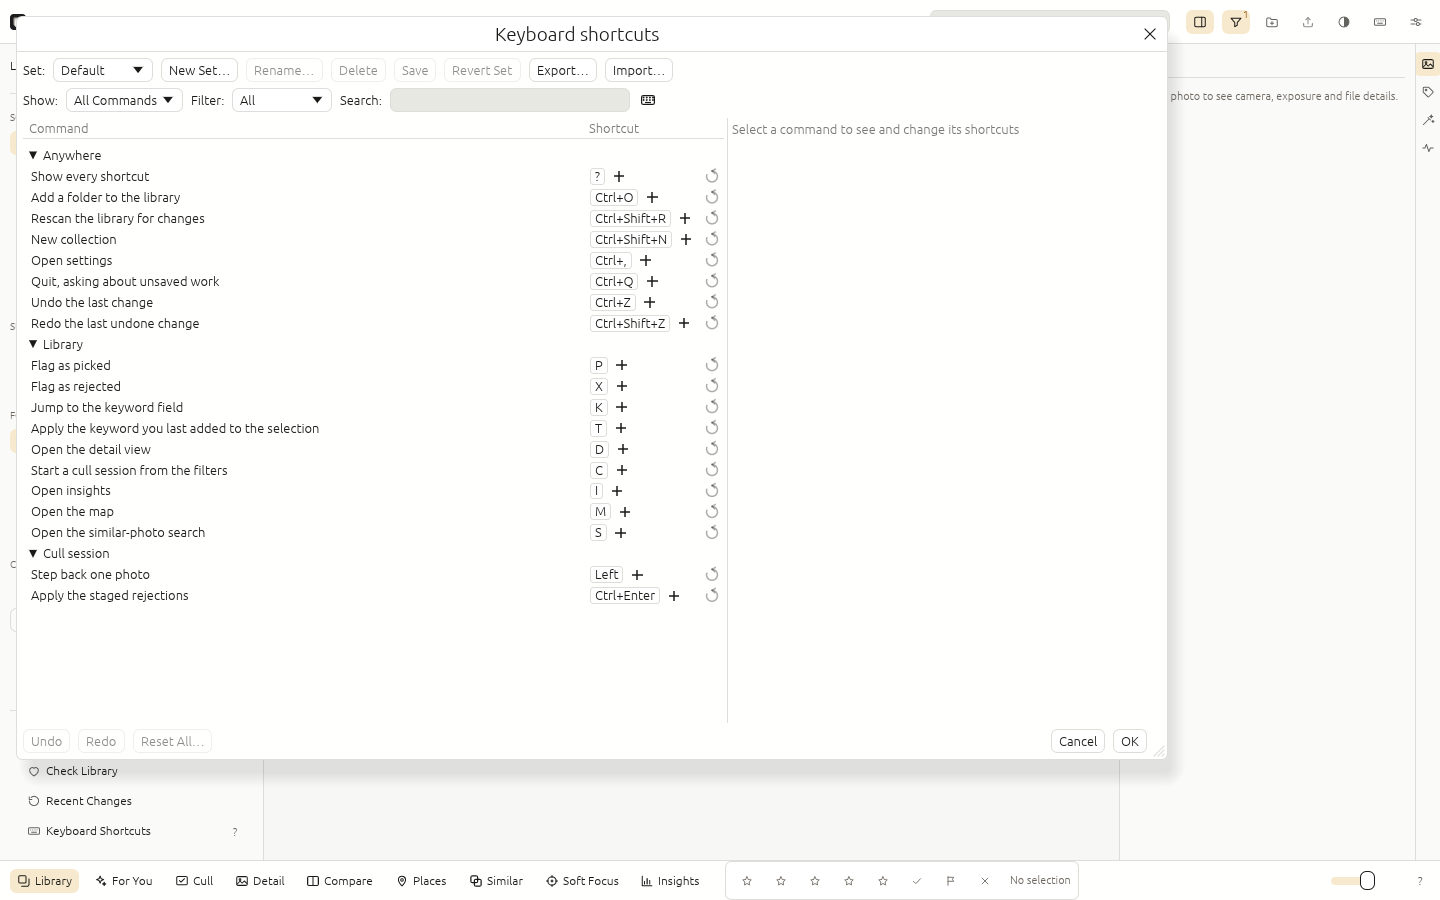 Keyboard shortcuts
Set: Default New Set... Rename... Delete Save Revert Set Export... Import...
Show: All Commands Filter: All Search:
Command Shortcut
Select a command to see and change its shortcuts
Anywhere
Show every shortcut ?
Add a folder to the library Ctrl+O
Rescan the library for changes Ctrl+Shift+R
New collection Ctrl+Shift+N
Open settings Ctrl+,
Quit, asking about unsaved work Ctrl+Q
Undo the last change Ctrl+Z
Redo the last undone change Ctrl+Shift+Z
Library
Flag as picked P
Flag as rejected X
Jump to the keyword field K
Apply the keyword you last added to the selection T
Open the detail view D
Start a cull session from the filters C
Open insights I
Open the map M
Open the similar-photo search S
Cull session
Step back one photo Left
Apply the staged rejections Ctrl+Enter
Undo Redo Reset All... Cancel OK
1
photo to see camera, exposure and file details.
Check Library
Recent Changes
Keyboard Shortcuts ?
Library For You Cull Detail Compare Places Similar Soft Focus Insights No selection ?